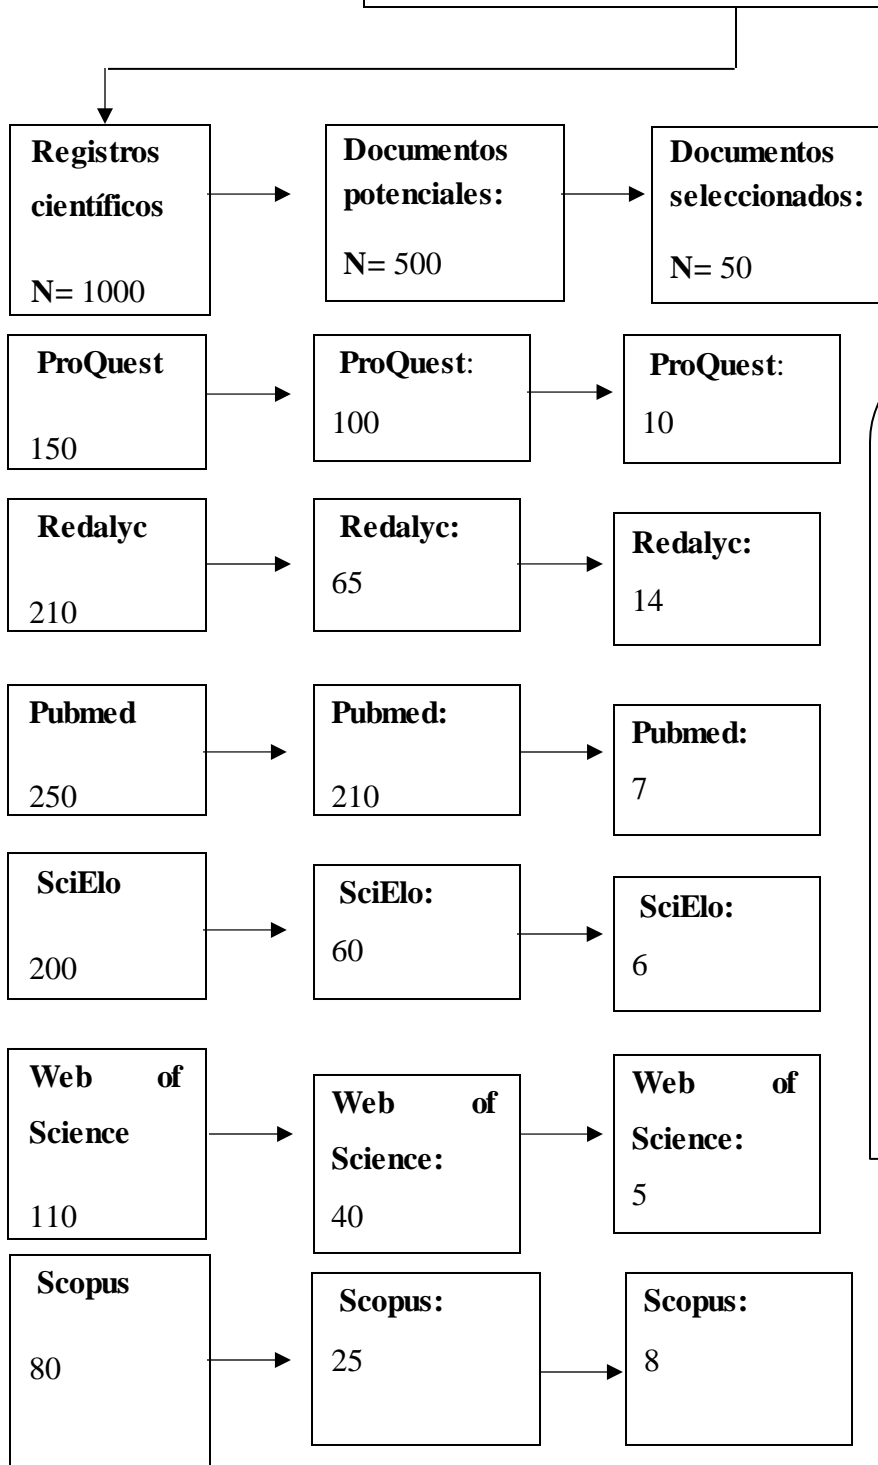 Registros
científicos
N= 1000
Documentos
potenciales:
N= 500
Documentos
seleccionados:
N= 50
ProQuest
150
ProQuest:
100
ProQuest:
10
Redalyc
210
Redalyc:
65
Redalyc:
14
Pubmed
250
Pubmed:
210
Pubmed:
7
SciElo
200
SciElo:
60
SciElo:
6
Web of
Science
110
Web of
Science:
40
Web of
Science:
5
Scopus
80
Scopus:
25
Scopus:
8